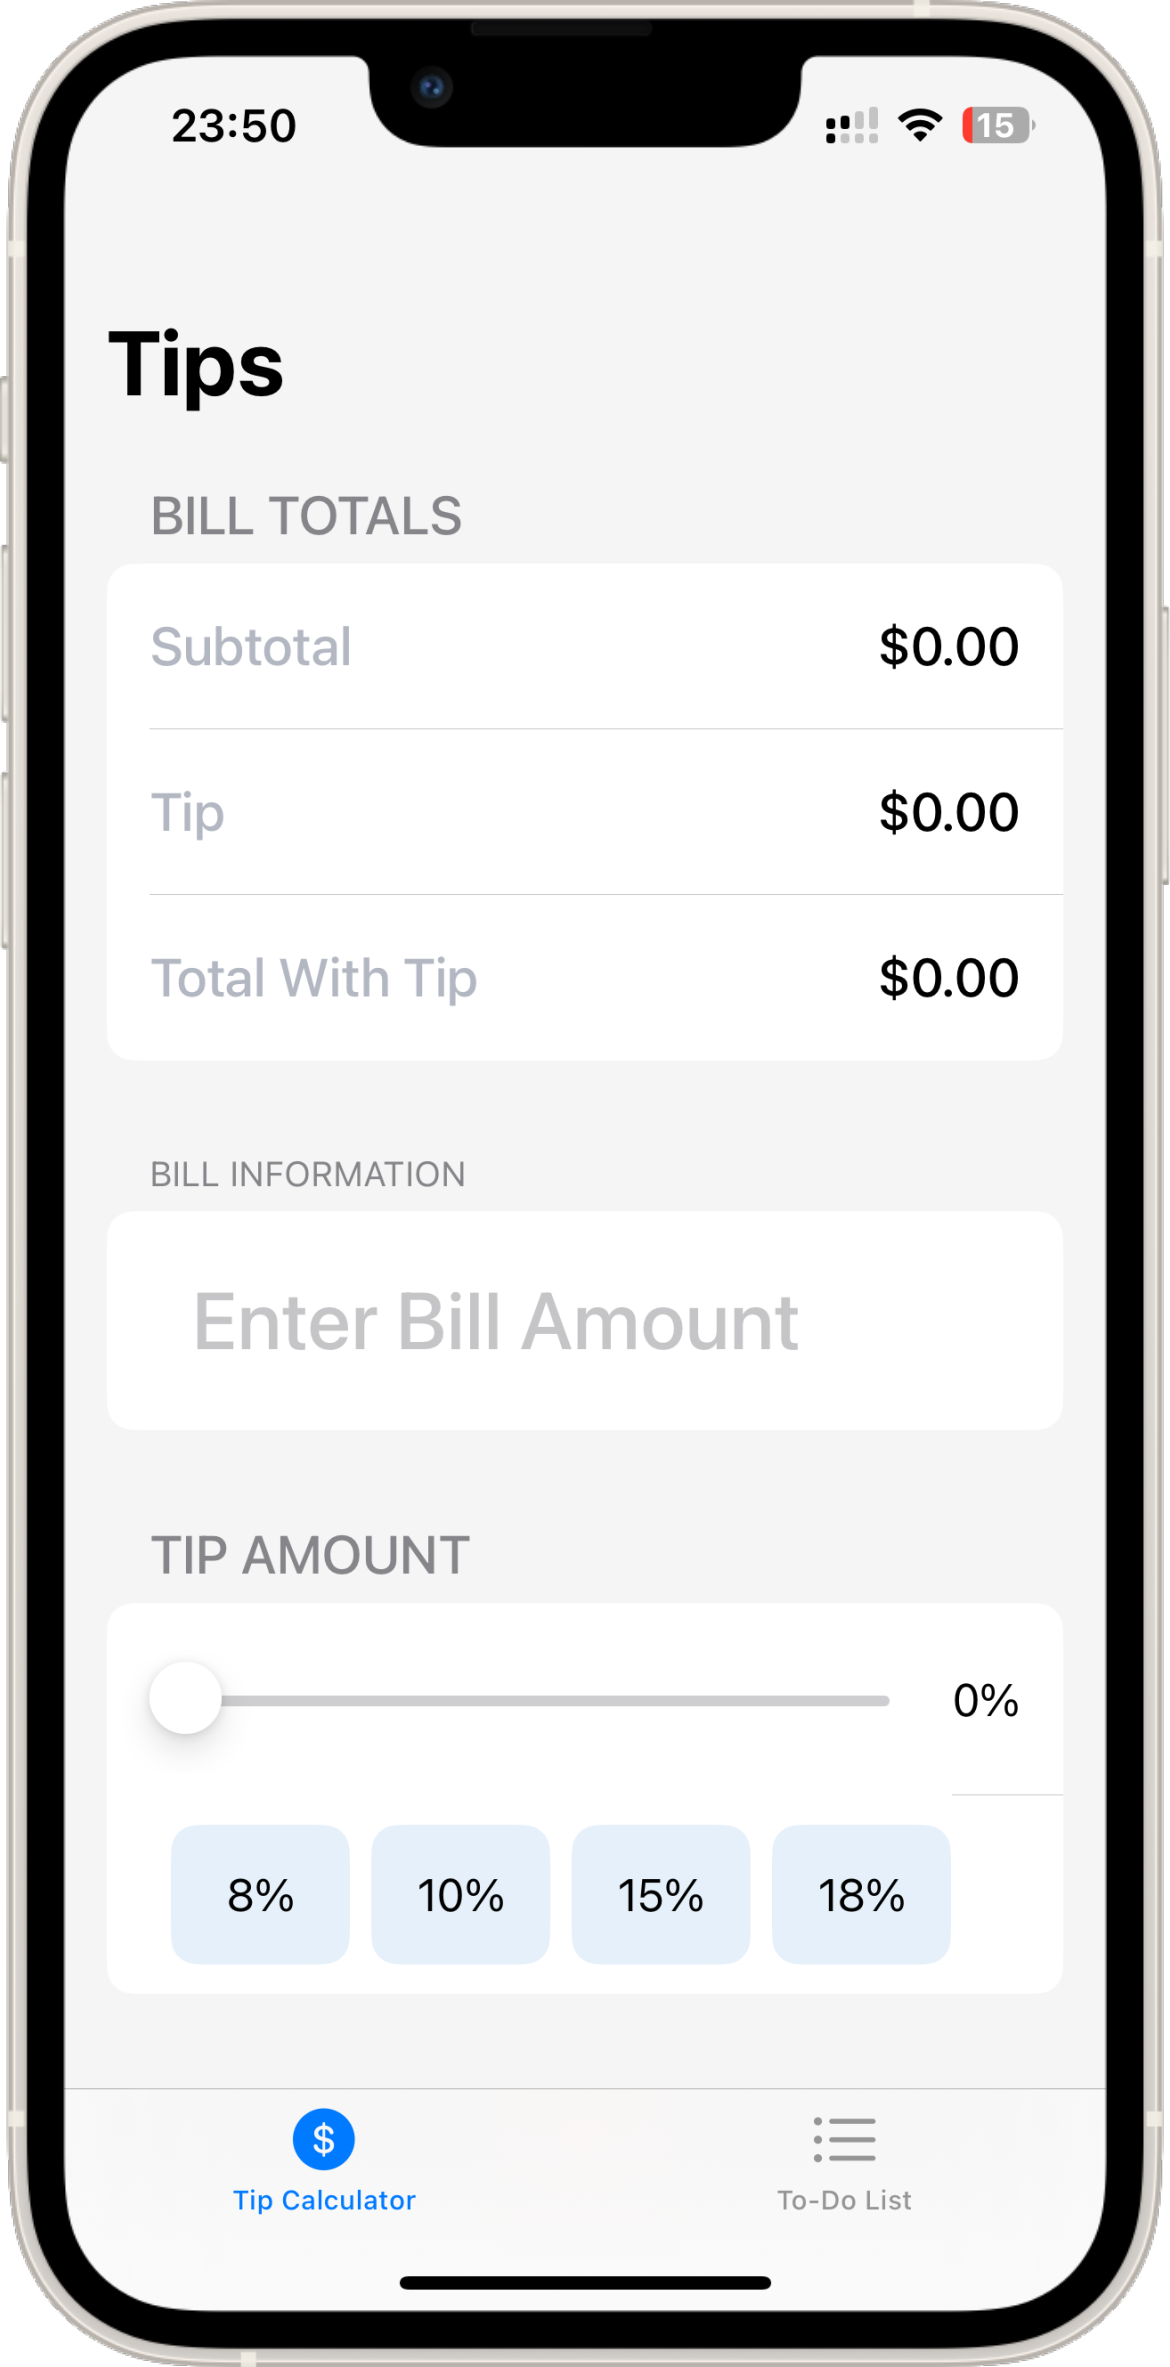 23:50 15
Tips
BILL TOTALS
Subtotal $0.00
Tip $0.00
Total With Tip $0.00
BILL INFORMATION
Enter Bill Amount
TIP AMOUNT
0%
8% 10% 15% 18%
$
Tip Calculator To-Do List